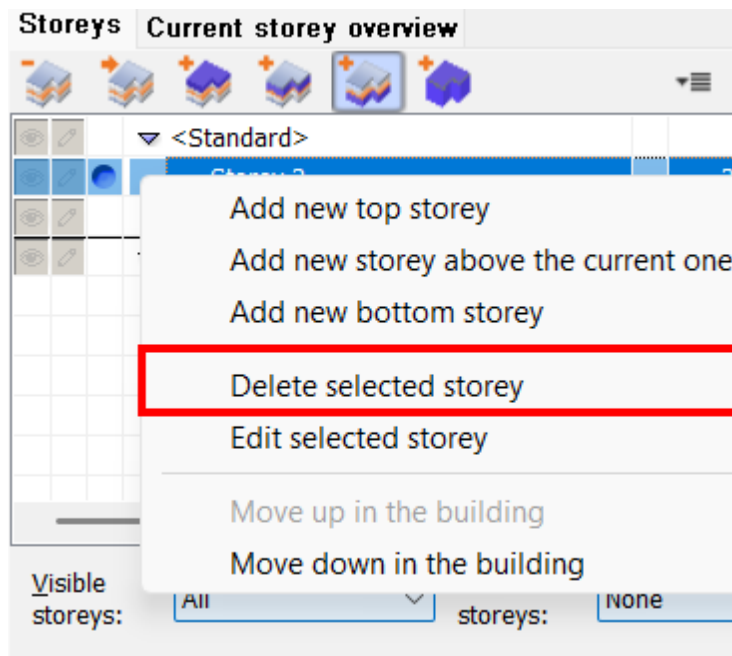 Storeys Current storey overview
<Standard>
Add new top storey
Add new storey above the current one
Add new bottom storey
Delete selected storey
Edit selected storey
Move up in the building
Move down in the building
Visible storeys:
All
storeys:
None